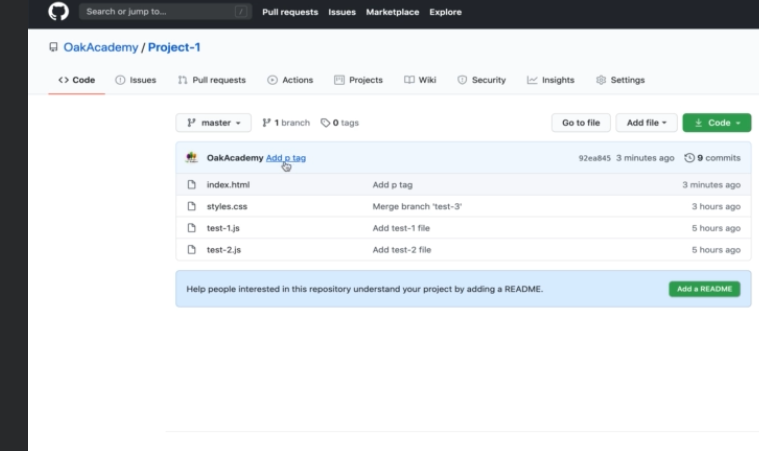 Search or jump to... / Pull requests Issues Marketplace Explore
OakAcademy / Project-1
<> Code Issues Pull requests Actions Projects Wiki Security Insights Settings
master 1 branch 0 tags Go to file Add file Code
OakAcademy Add p tag 92ea845 3 minutes ago 9 commits
index.html Add p tag 3 minutes ago
styles.css Merge branch 'test-3' 3 hours ago
test-1.js Add test-1 file 5 hours ago
test-2.js Add test-2 file 5 hours ago
Help people interested in this repository understand your project by adding a README. Add a README